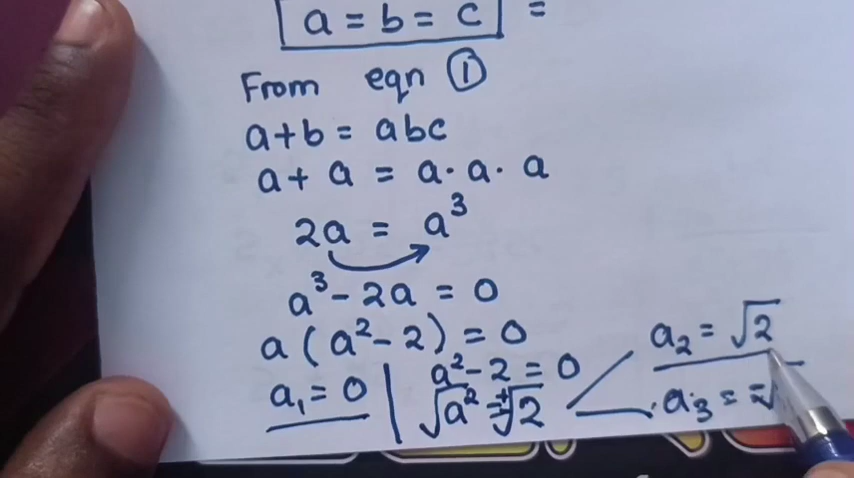 a = b = c =
From eqn ①
a + b = abc
a + a = a · a · a
2a = a³
a³ - 2a = 0
a (a² - 2) = 0
a₁ = 0
a² - 2 = 0
√a² = ±√2
a₂ = √2
a₃ = -√